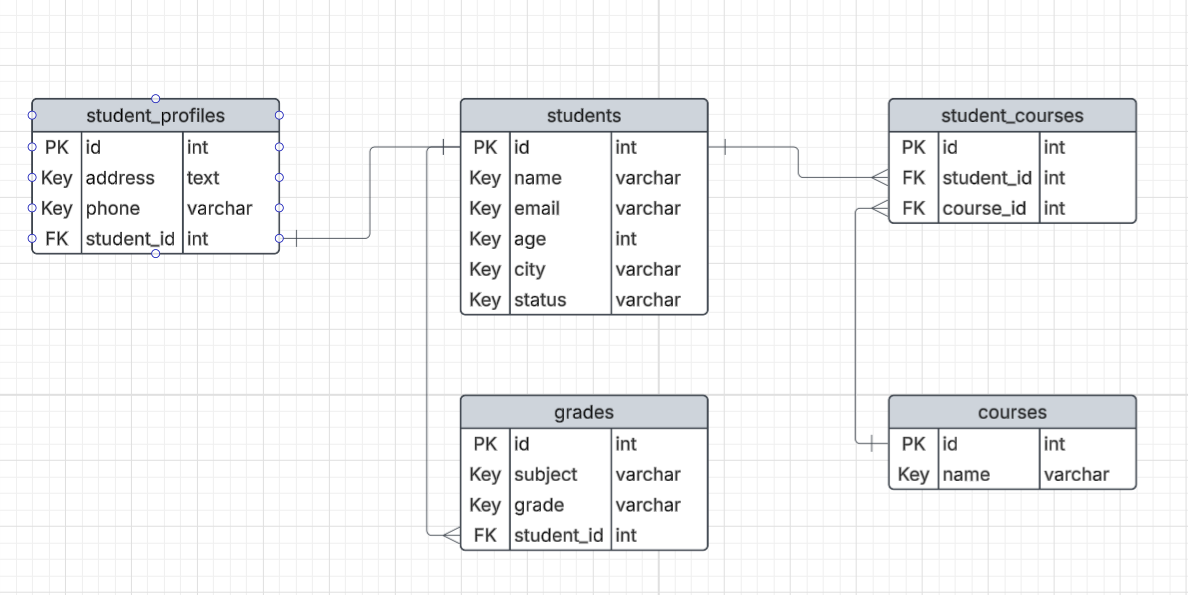 student_profiles
PK id int
Key address text
Key phone varchar
FK student_id int
students
PK id int
Key name varchar
Key email varchar
Key age int
Key city varchar
Key status varchar
student_courses
PK id int
FK student_id int
FK course_id int
grades
PK id int
Key subject varchar
Key grade varchar
FK student_id int
courses
PK id int
Key name varchar